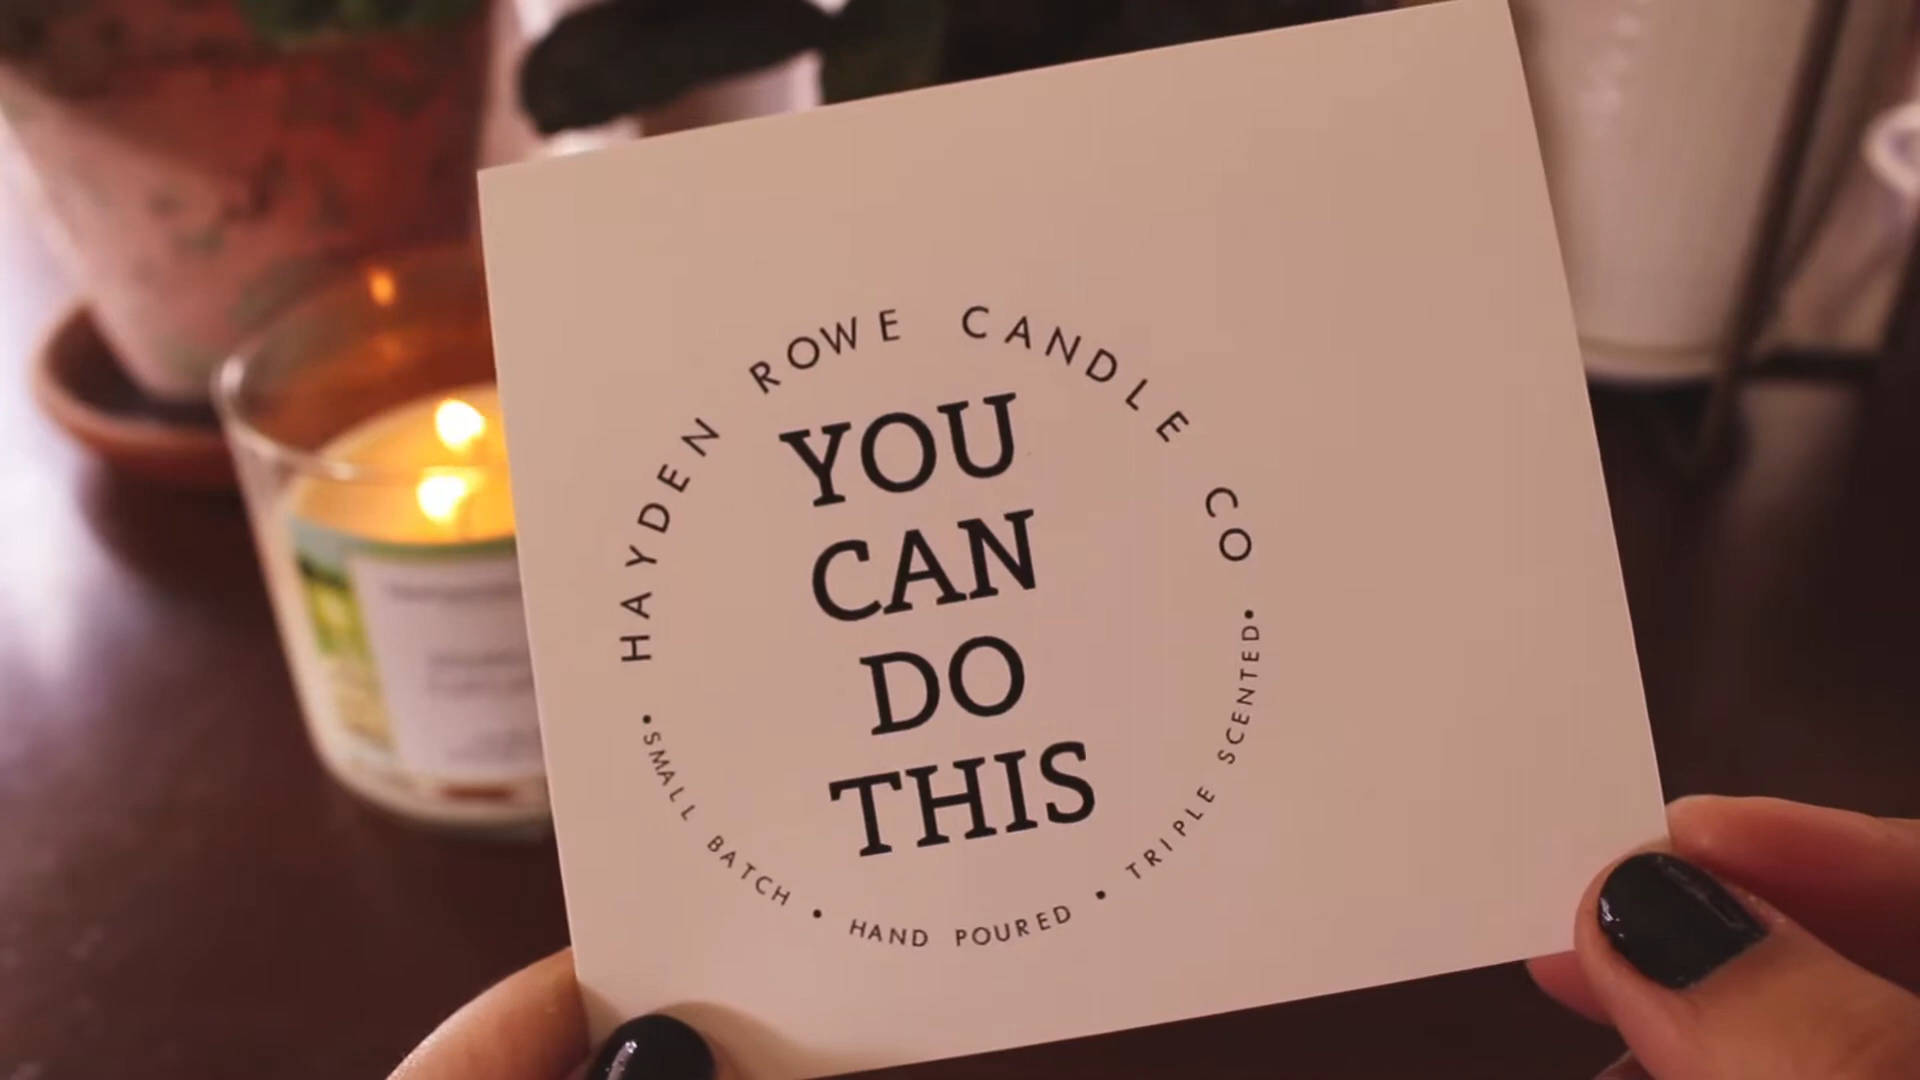 HAYDEN ROWE CANDLE CO
YOU
CAN
DO
THIS
•SMALL BATCH • HAND POURED • TRIPLE SCENTED•